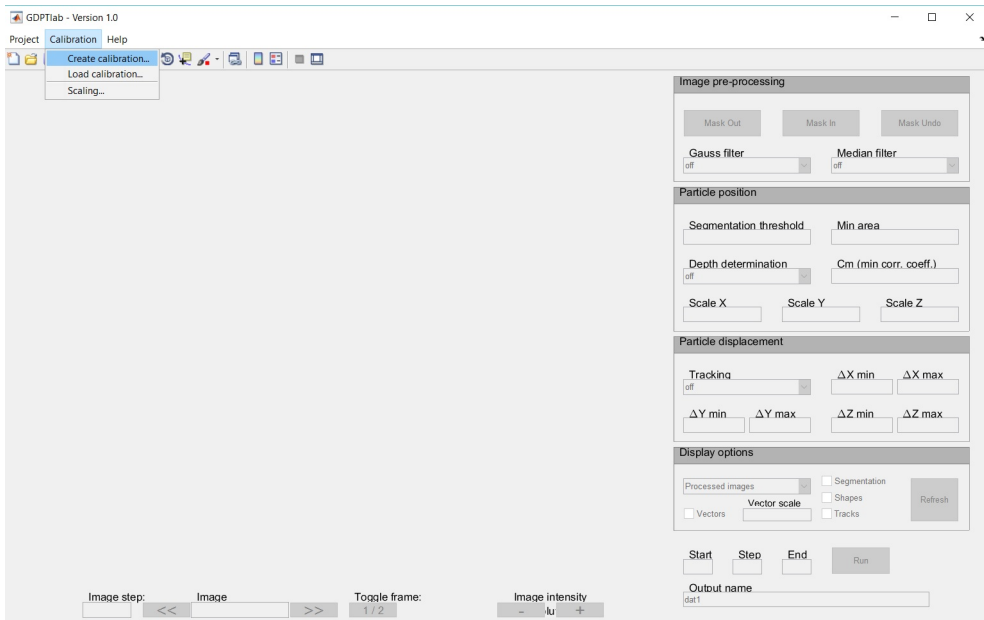 GDPTlab - Version 1.0
Project Calibration Help
Create calibration...
Load calibration...
Scaling...
Image pre-processing
Mask Out Mask In Mask Undo
Gauss filter Median filter
off off
Particle position
Segmentation threshold Min area
Depth determination Cm (min corr. coeff.)
off
Scale X Scale Y Scale Z
Particle displacement
Tracking ΔX min ΔX max
off
ΔY min ΔY max ΔZ min ΔZ max
Display options
Processed images Segmentation
Shapes Refresh
Vector scale
Vectors Tracks
Start Step End Run
Output name
dat1
Image step: Image Toggle frame: Image intensity
<< >> 1 / 2 - +